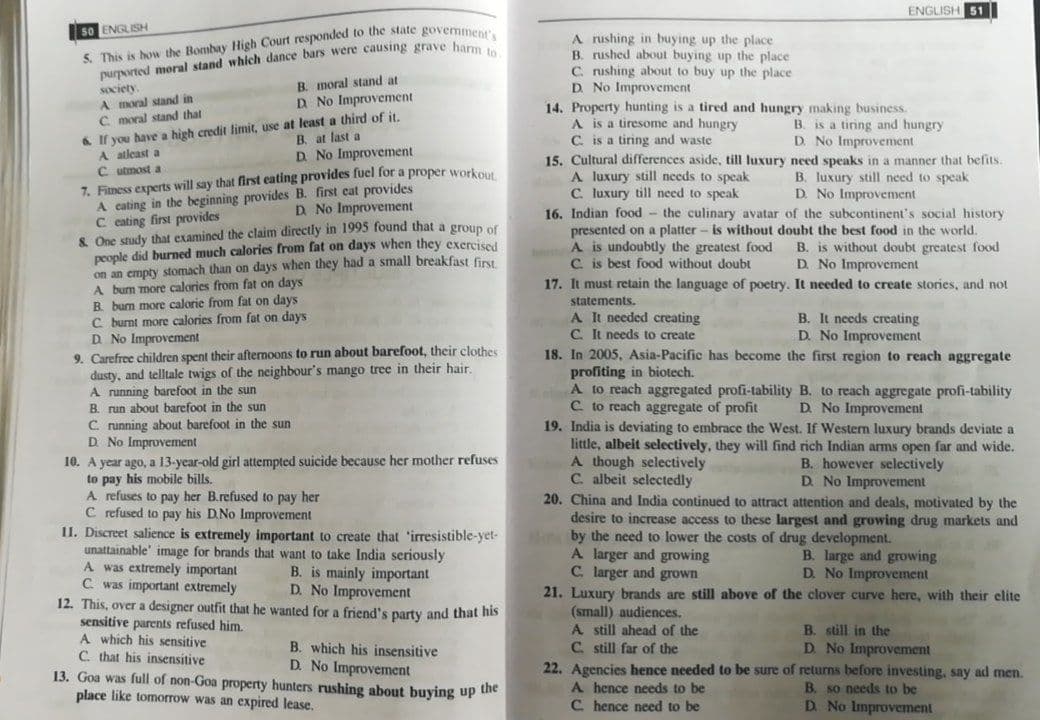 50 ENGLISH
5. This is how the Bombay High Court responded to the state government's
purported moral stand which dance bars were causing grave harm to
society.
A. moral stand in B. moral stand at
C. moral stand that D. No Improvement
6. If you have a high credit limit, use at least a third of it.
A. atleast a B. at last a
C. utmost a D. No Improvement
7. Fitness experts will say that first eating provides fuel for a proper workout.
A. eating in the beginning provides B. first eat provides
C. eating first provides D. No Improvement
8. One study that examined the claim directly in 1995 found that a group of
people did burned much calories from fat on days when they exercised
on an empty stomach than on days when they had a small breakfast first.
A. burn more calories from fat on days
B. burn more calorie from fat on days
C. burnt more calories from fat on days
D. No Improvement
9. Carefree children spent their afternoons to run about barefoot, their clothes
dusty, and telltale twigs of the neighbour's mango tree in their hair.
A. running barefoot in the sun
B. run about barefoot in the sun
C. running about barefoot in the sun
D. No Improvement
10. A year ago, a 13-year-old girl attempted suicide because her mother refuses
to pay his mobile bills.
A. refuses to pay her B.refused to pay her
C. refused to pay his D.No Improvement
11. Discreet salience is extremely important to create that 'irresistible-yet-
unattainable' image for brands that want to take India seriously
A. was extremely important B. is mainly important
C. was important extremely D. No Improvement
12. This, over a designer outfit that he wanted for a friend's party and that his
sensitive parents refused him.
A. which his sensitive B. which his insensitive
C. that his insensitive D. No Improvement
13. Goa was full of non-Goa property hunters rushing about buying up the
place like tomorrow was an expired lease.
ENGLISH 51
A. rushing in buying up the place
B. rushed about buying up the place
C. rushing about to buy up the place
D. No Improvement
14. Property hunting is a tired and hungry making business.
A. is a tiresome and hungry B. is a tiring and hungry
C. is a tiring and waste D. No Improvement
15. Cultural differences aside, till luxury need speaks in a manner that befits.
A. luxury still needs to speak B. luxury still need to speak
C. luxury till need to speak D. No Improvement
16. Indian food – the culinary avatar of the subcontinent's social history
presented on a platter – is without doubt the best food in the world.
A. is undoubtly the greatest food B. is without doubt greatest food
C. is best food without doubt D. No Improvement
17. It must retain the language of poetry. It needed to create stories, and not
statements.
A. It needed creating B. It needs creating
C. It needs to create D. No Improvement
18. In 2005, Asia-Pacific has become the first region to reach aggregate
profiting in biotech.
A. to reach aggregated profi-tability B. to reach aggregate profi-tability
C. to reach aggregate of profit D. No Improvement
19. India is deviating to embrace the West. If Western luxury brands deviate a
little, albeit selectively, they will find rich Indian arms open far and wide.
A. though selectively B. however selectively
C. albeit selectedly D. No Improvement
20. China and India continued to attract attention and deals, motivated by the
desire to increase access to these largest and growing drug markets and
by the need to lower the costs of drug development.
A. larger and growing B. large and growing
C. larger and grown D. No Improvement
21. Luxury brands are still above of the clover curve here, with their elite
(small) audiences.
A. still ahead of the B. still in the
C. still far of the D. No Improvement
22. Agencies hence needed to be sure of returns before investing, say ad men.
A. hence needs to be B. so needs to be
C. hence need to be D. No Improvement